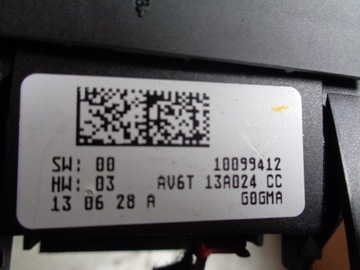 SW: 00 10099412
HW: 03 AV6T 13A024 CC
13 06 28 A G0GMA